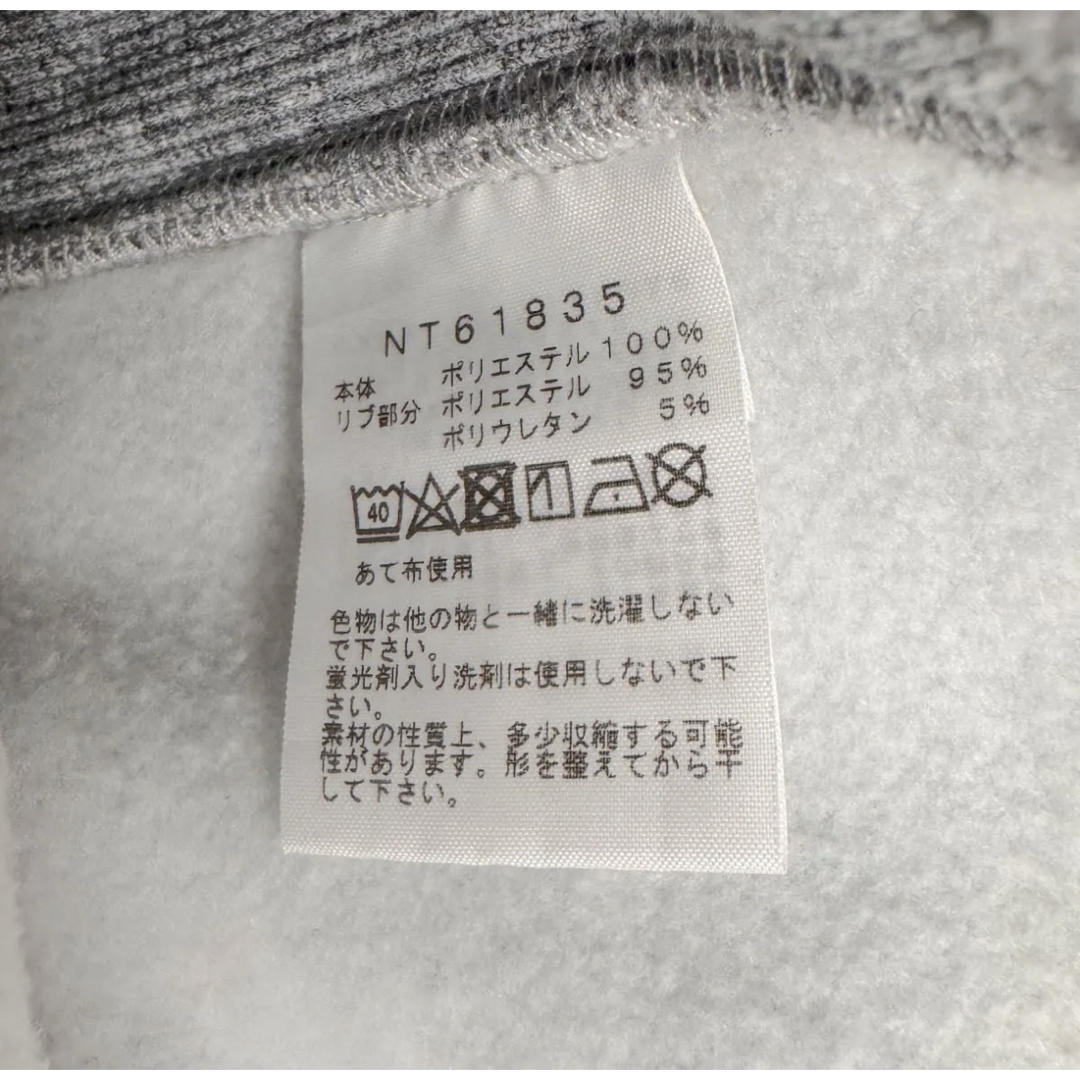 NT61835
本体 ポリエステル 100%
リブ部分 ポリエステル 95%
ポリウレタン 5%
40
あて布使用
色物は他の物と一緒に洗濯しない
で下さい。
蛍光剤入り洗剤は使用しないで下
さい。
素材の性質上、多少収縮する可能
性があります。形を整えてから干
して下さい。